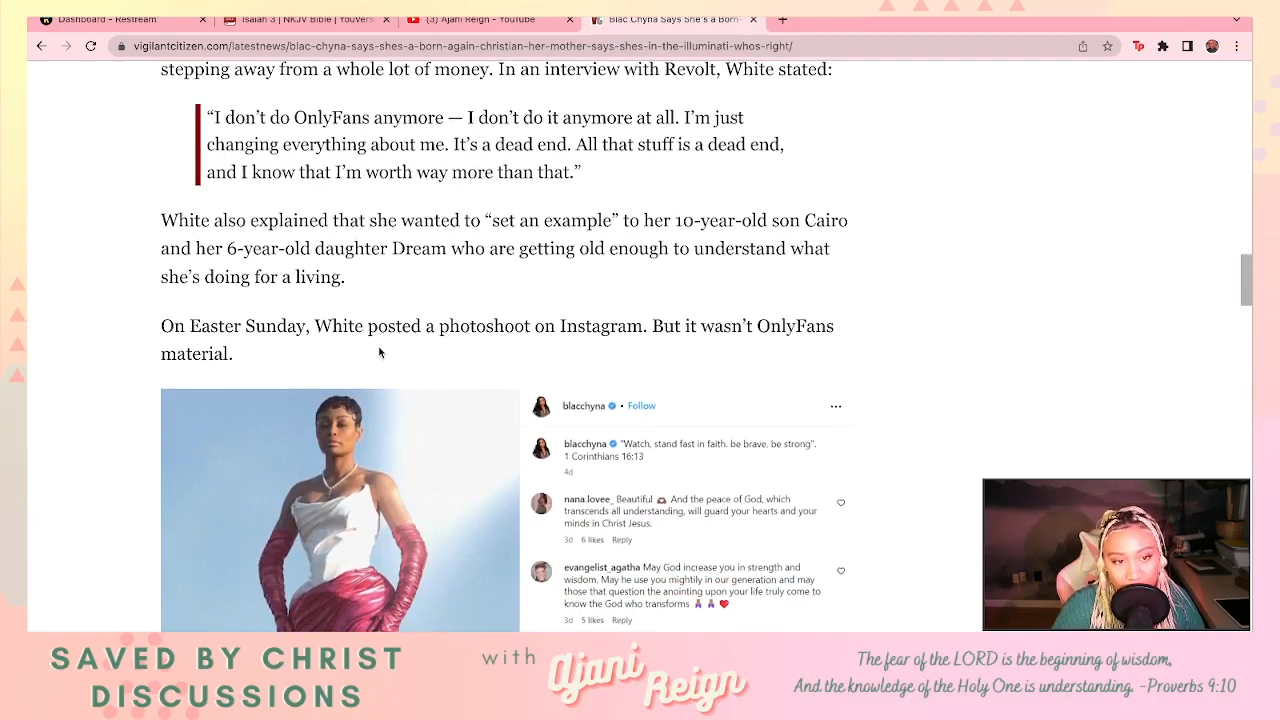 Dashboard - Restream
Isaiah 3 | NKJV Bible | YouVers
(3) Ajani Reign - YouTube
Blac Chyna Says She's a Born-
vigilantcitizen.com/latestnews/blac-chyna-says-shes-a-born-again-christian-her-mother-says-shes-in-the-illuminati-whos-right/
stepping away from a whole lot of money. In an interview with Revolt, White stated:
“I don’t do OnlyFans anymore — I don’t do it anymore at all. I’m just
changing everything about me. It’s a dead end. All that stuff is a dead end,
and I know that I’m worth way more than that.”
White also explained that she wanted to “set an example” to her 10-year-old son Cairo
and her 6-year-old daughter Dream who are getting old enough to understand what
she’s doing for a living.
On Easter Sunday, White posted a photoshoot on Instagram. But it wasn’t OnlyFans
material.
blacchyna • Follow
blacchyna "Watch, stand fast in faith. be brave. be strong".
1 Corinthians 16:13
4d
nana.lovee_ Beautiful And the peace of God, which
transcends all understanding, will guard your hearts and your
minds in Christ Jesus.
3d 6 likes Reply
evangelist_agatha May God increase you in strength and
wisdom. May he use you mightily in our generation and may
those that question the anointing upon your life truly come to
know the God who transforms
3d 5 likes Reply
SAVED BY CHRIST
DISCUSSIONS
with
Ajani
Reign
The fear of the LORD is the beginning of wisdom,
And the knowledge of the Holy One is understanding. -Proverbs 9:10